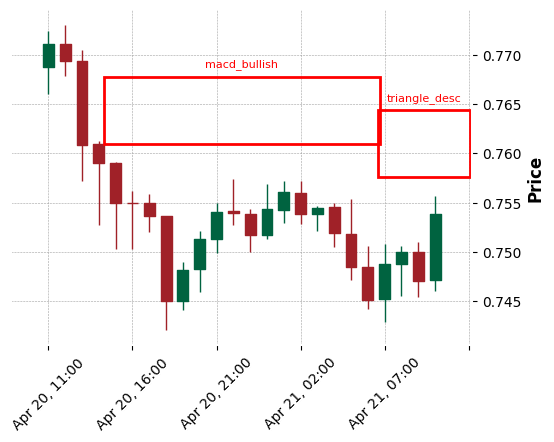 macd_bullish
triangle_desc
0.770
0.765
0.760
0.755
0.750
0.745
Price
Apr 20, 11:00
Apr 20, 16:00
Apr 20, 21:00
Apr 21, 02:00
Apr 21, 07:00